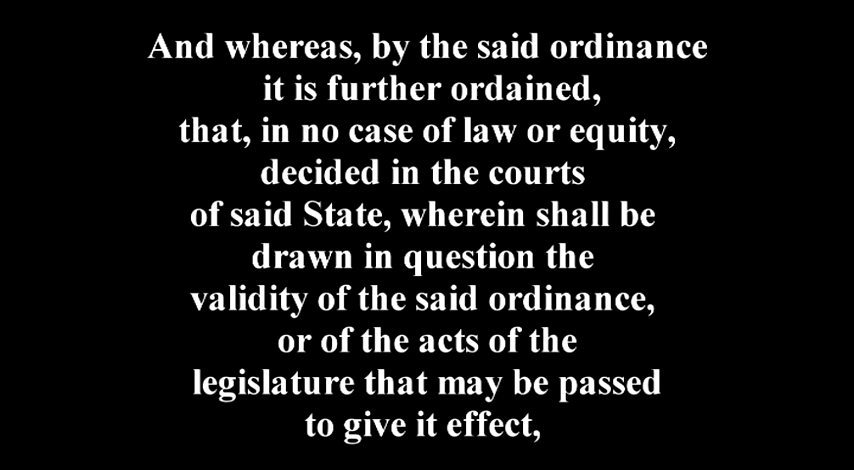 And whereas, by the said ordinance
it is further ordained,
that, in no case of law or equity,
decided in the courts
of said State, wherein shall be
drawn in question the
validity of the said ordinance,
or of the acts of the
legislature that may be passed
to give it effect,